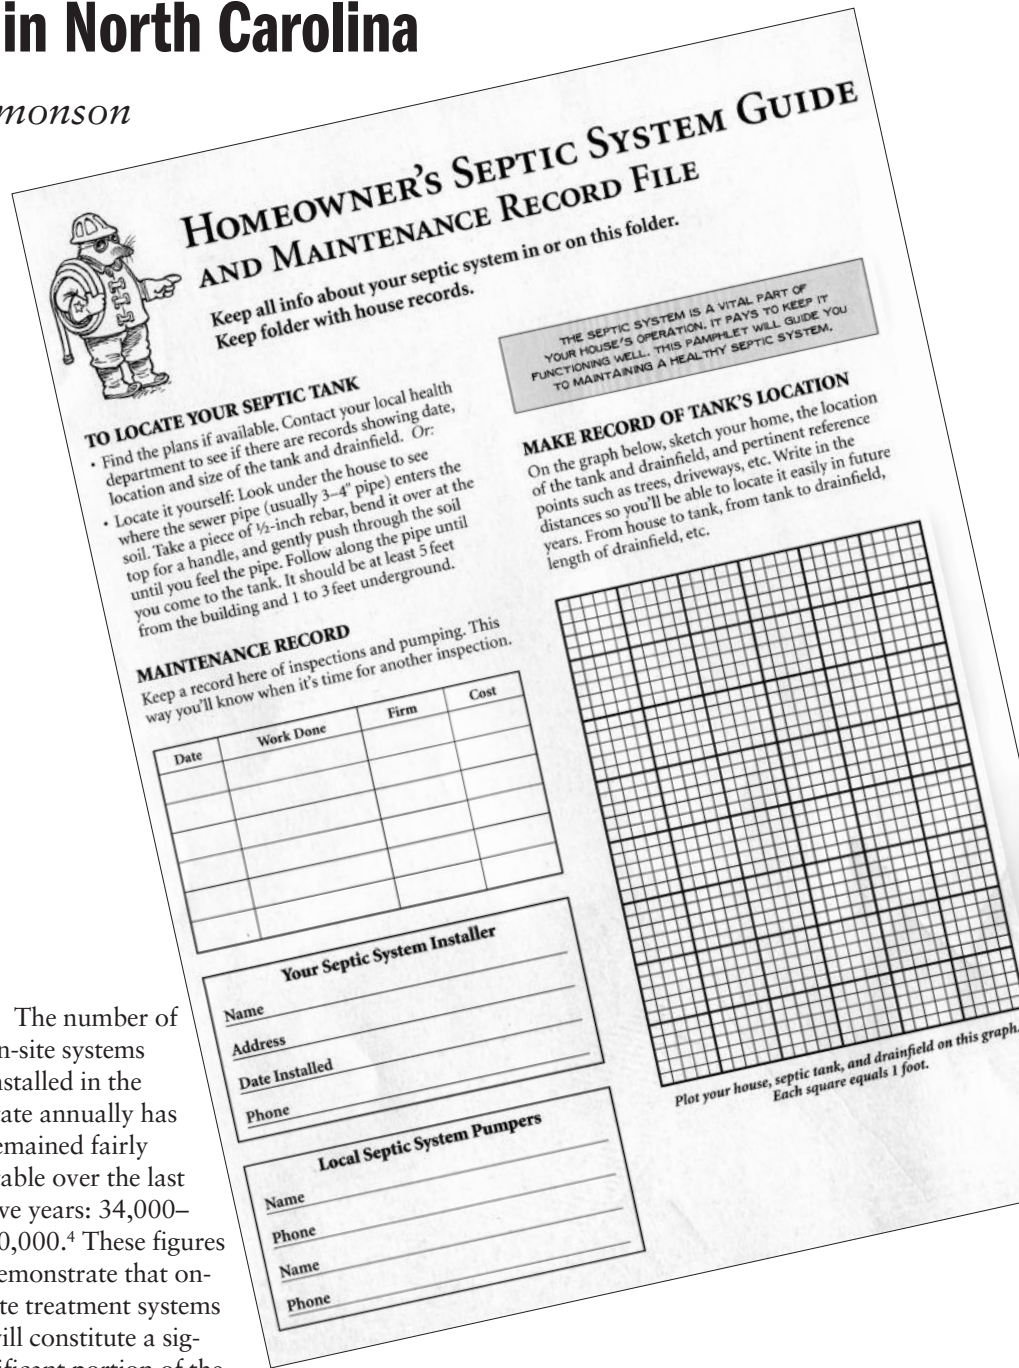 in North Carolina
monson
HOMEOWNER'S SEPTIC SYSTEM GUIDE
AND MAINTENANCE RECORD FILE
Keep all info about your septic system in or on this folder.
Keep folder with house records.
TO LOCATE YOUR SEPTIC TANK
• Find the plans if available. Contact your local health
department to see if there are records showing date,
location and size of the tank and drainfield. Or:
• Locate it yourself: Look under the house to see
where the sewer pipe (usually 3–4" pipe) enters the
soil. Take a piece of ½-inch rebar, bend it over at the
top for a handle, and gently push through the soil
until you feel the pipe. Follow along the pipe until
you come to the tank. It should be at least 5 feet
from the building and 1 to 3 feet underground.
MAINTENANCE RECORD
Keep a record here of inspections and pumping. This
way you'll know when it's time for another inspection.
Date Work Done Firm Cost
Your Septic System Installer
Name
Address
Date Installed
Phone
Local Septic System Pumpers
Name
Phone
Name
Phone
THE SEPTIC SYSTEM IS A VITAL PART OF
YOUR HOUSE'S OPERATION. IT PAYS TO KEEP IT
FUNCTIONING WELL. THIS PAMPHLET WILL GUIDE YOU
TO MAINTAINING A HEALTHY SEPTIC SYSTEM.
MAKE RECORD OF TANK'S LOCATION
On the graph below, sketch your home, the location
of the tank and drainfield, and pertinent reference
points such as trees, driveways, etc. Write in the
distances so you'll be able to locate it easily in future
years. From house to tank, from tank to drainfield,
length of drainfield, etc.
Plot your house, septic tank, and drainfield on this graph.
Each square equals 1 foot.
The number of
n-site systems
nstalled in the
ate annually has
emained fairly
table over the last
ve years: 34,000–
0,000.4 These figures
emonstrate that on-
te treatment systems
ill constitute a sig-
ificant portion of the